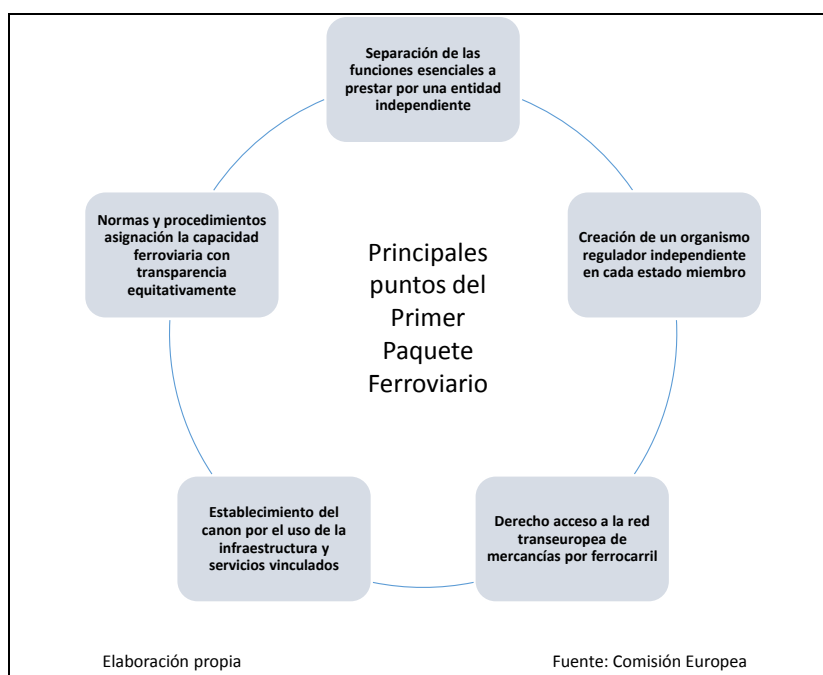 Separación de las
funciones esenciales a
prestar por una entidad
independiente
Normas y procedimientos
asignación la capacidad
ferroviaria con
transparencia
equitativamente
Principales
puntos del
Primer
Paquete
Ferroviario
Creación de un organismo
regulador independiente
en cada estado miembro
Establecimiento del
canon por el uso de la
infraestructura y
servicios vinculados
Derecho acceso a la red
transeuropea de
mercancías por ferrocarril
Elaboración propia
Fuente: Comisión Europea